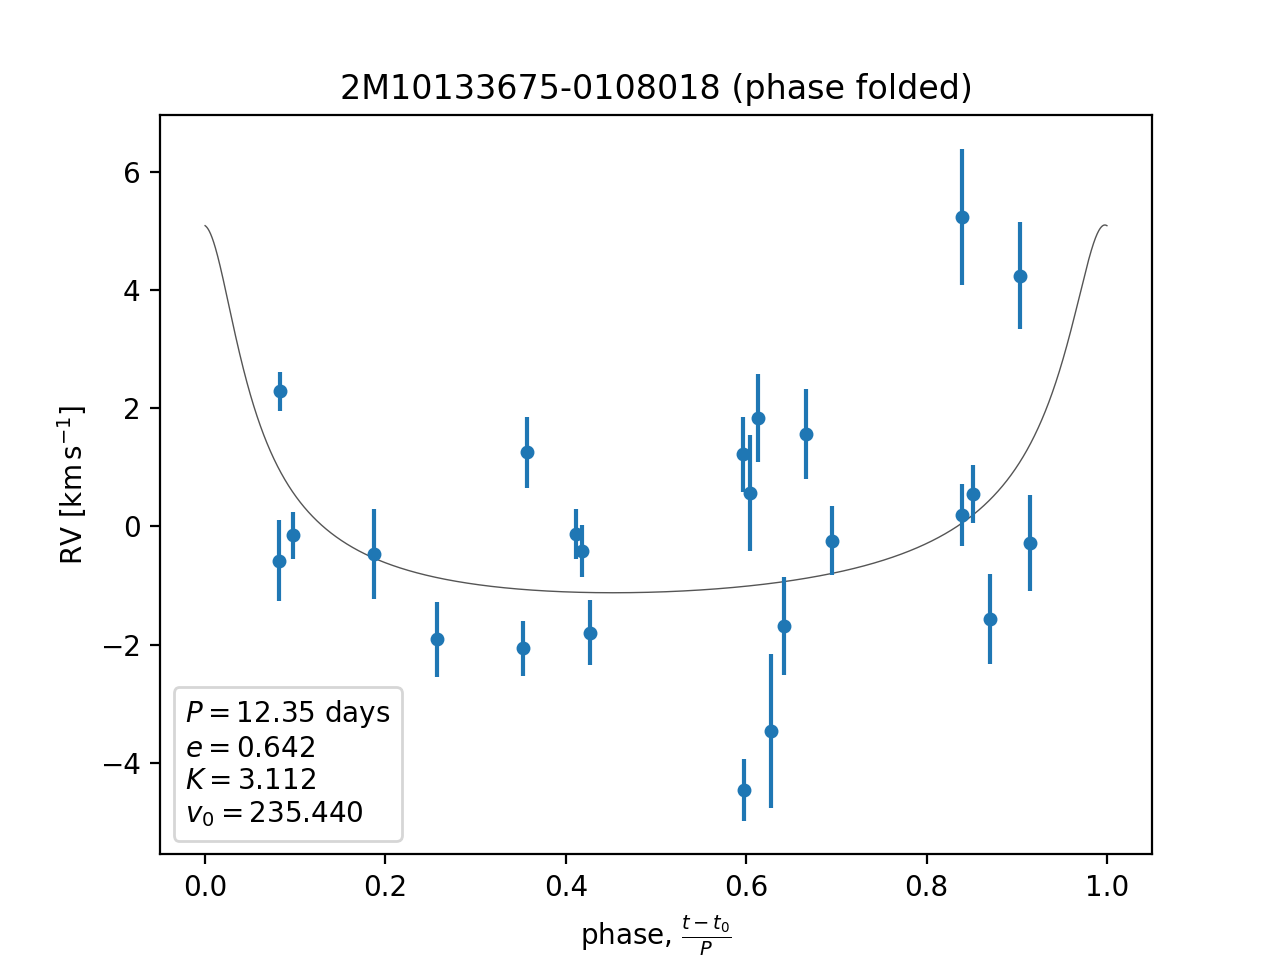 2M10133675-0108018 (phase folded)
RV [km s⁻¹]
6
4
2
0
−2
−4
P = 12.35 days
e = 0.642
K = 3.112
v₀ = 235.440
0.0 0.2 0.4 0.6 0.8 1.0
phase, (t − t₀)/P